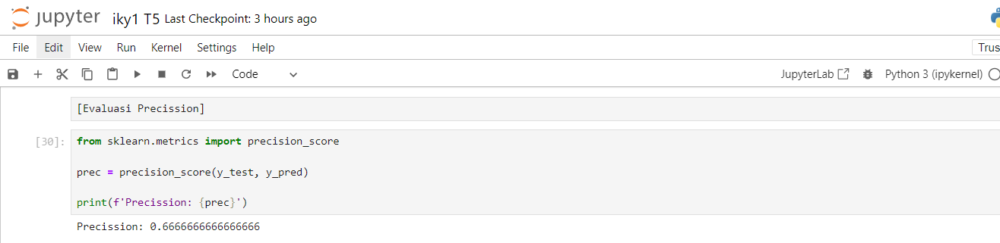 jupyter iky1 T5 Last Checkpoint: 3 hours ago
File Edit View Run Kernel Settings Help
Trus
Code JupyterLab Python 3 (ipykernel)
[Evaluasi Precission]
[30]: from sklearn.metrics import precision_score
prec = precision_score(y_test, y_pred)
print(f'Precission: {prec}')
Precission: 0.6666666666666666